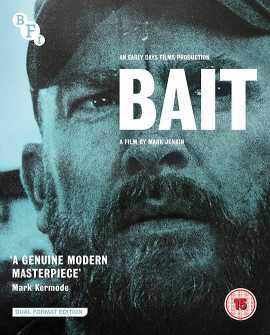 BFI
AN EARLY DAYS FILMS PRODUCTION
BAIT
A FILM BY MARK JENKIN
'A GENUINE MODERN
MASTERPIECE'
Mark Kermode
DUAL FORMAT EDITION
15